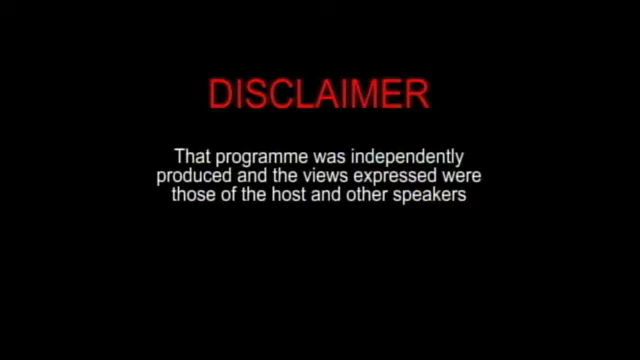 DISCLAIMER
That programme was independently
produced and the views expressed were
those of the host and other speakers